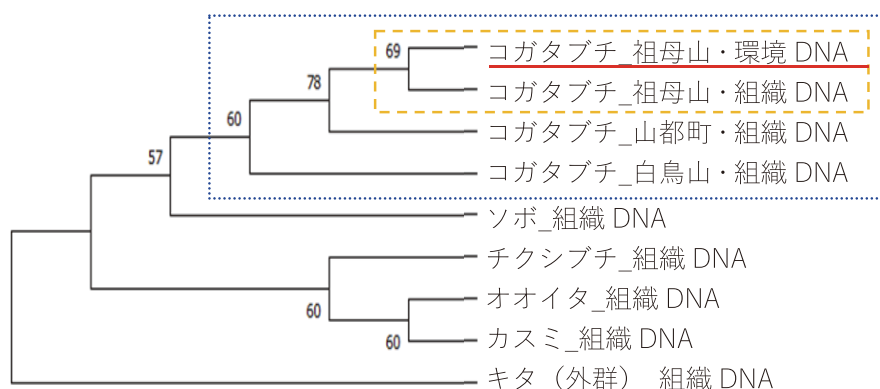 69
コガタブチ_祖母山・環境 DNA
78
コガタブチ_祖母山・組織 DNA
60
コガタブチ_山都町・組織 DNA
57
コガタブチ_白鳥山・組織 DNA
ソボ_組織 DNA
チクシブチ_組織 DNA
60
オオイタ_組織 DNA
60
カスミ_組織 DNA
キタ（外群）_組織 DNA